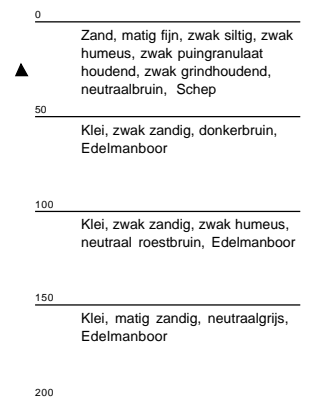 0
Zand, matig fijn, zwak siltig, zwak
humeus, zwak puingranulaat
houdend, zwak grindhoudend,
neutraalbruin, Schep
50
Klei, zwak zandig, donkerbruin,
Edelmanboor
100
Klei, zwak zandig, zwak humeus,
neutraal roestbruin, Edelmanboor
150
Klei, matig zandig, neutraalgrijs,
Edelmanboor
200